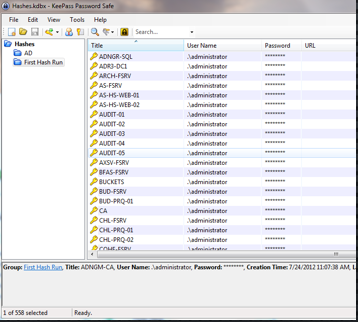 Hashes.kdbx - KeePass Password Safe
File Edit View Tools Help
Search...
Hashes
AD
First Hash Run
Title User Name Password URL
ADNGR-SQL .\administrator ********
ADR3-DC1 .\administrator ********
ARCH-FSRV .\administrator ********
AS-FSRV .\administrator ********
AS-HS-WEB-01 .\administrator ********
AS-HS-WEB-02 .\administrator ********
AUDIT-01 .\administrator ********
AUDIT-02 .\administrator ********
AUDIT-03 .\administrator ********
AUDIT-04 .\administrator ********
AUDIT-05 .\administrator ********
AXSV-FSRV .\administrator ********
BFAS-FSRV .\administrator ********
BUCKETS .\administrator ********
BUD-FSRV .\administrator ********
BUD-PRQ-01 .\administrator ********
CA .\administrator ********
CHL-FSRV .\administrator ********
CHL-PRQ-01 .\administrator ********
CHL-PRQ-02 .\administrator ********
.\administrator ********
Group: First Hash Run, Title: ADNGM-CA, User Name: .\administrator, Password: ********, Creation Time: 7/24/2012 11:07:38 AM, L
1 of 558 selected Ready.